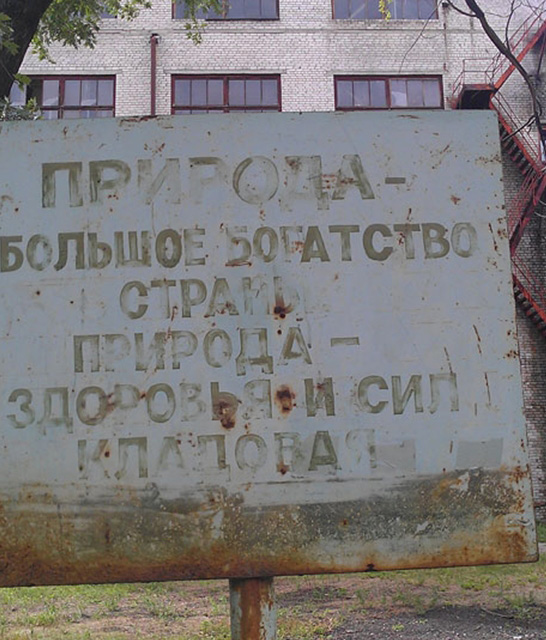 ПРИРОДА -
БОЛЬШОЕ БОГАТСТВО
СТРАНЫ
ПРИРОДА -
ЗДОРОВЬЯ И СИЛ
КЛАДОВАЯ